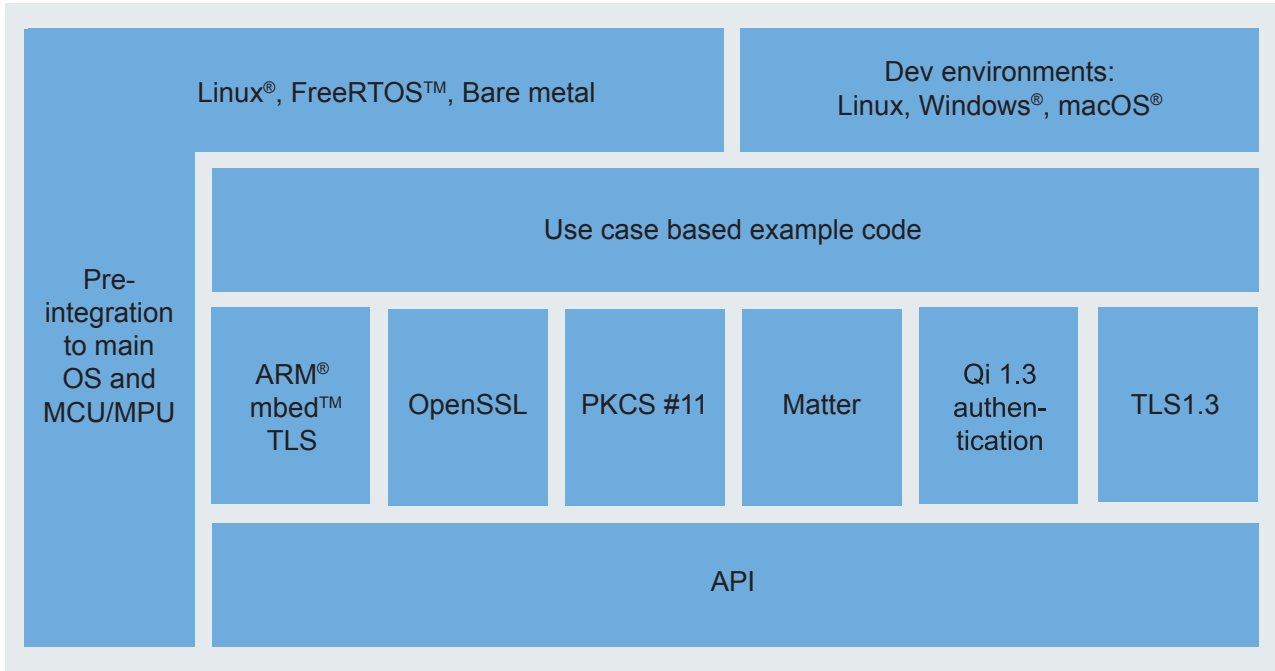 Linux®, FreeRTOS™, Bare metal
Dev environments:
Linux, Windows®, macOS®
Use case based example code
Pre-
integration
to main
OS and
MCU/MPU
ARM®
mbed™
TLS
OpenSSL
PKCS #11
Matter
Qi 1.3
authen-
tication
TLS1.3
API